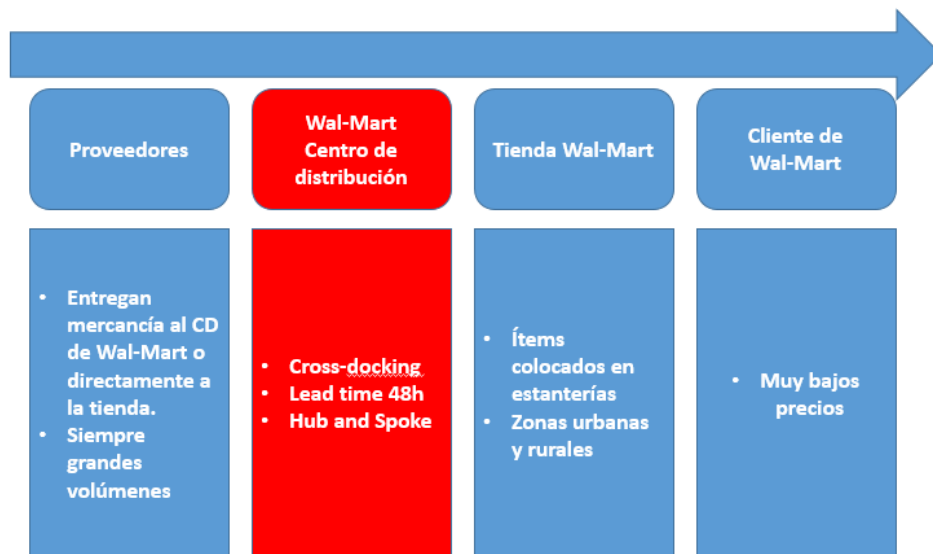 Proveedores
Wal-Mart
Centro de
distribución
Tienda Wal-Mart
Cliente de
Wal-Mart
• Entregan
mercancía al CD
de Wal-Mart o
directamente a
la tienda.
• Siempre
grandes
volúmenes
• Cross-docking
• Lead time 48h
• Hub and Spoke
• Ítems
colocados en
estanterías
• Zonas urbanas
y rurales
• Muy bajos
precios